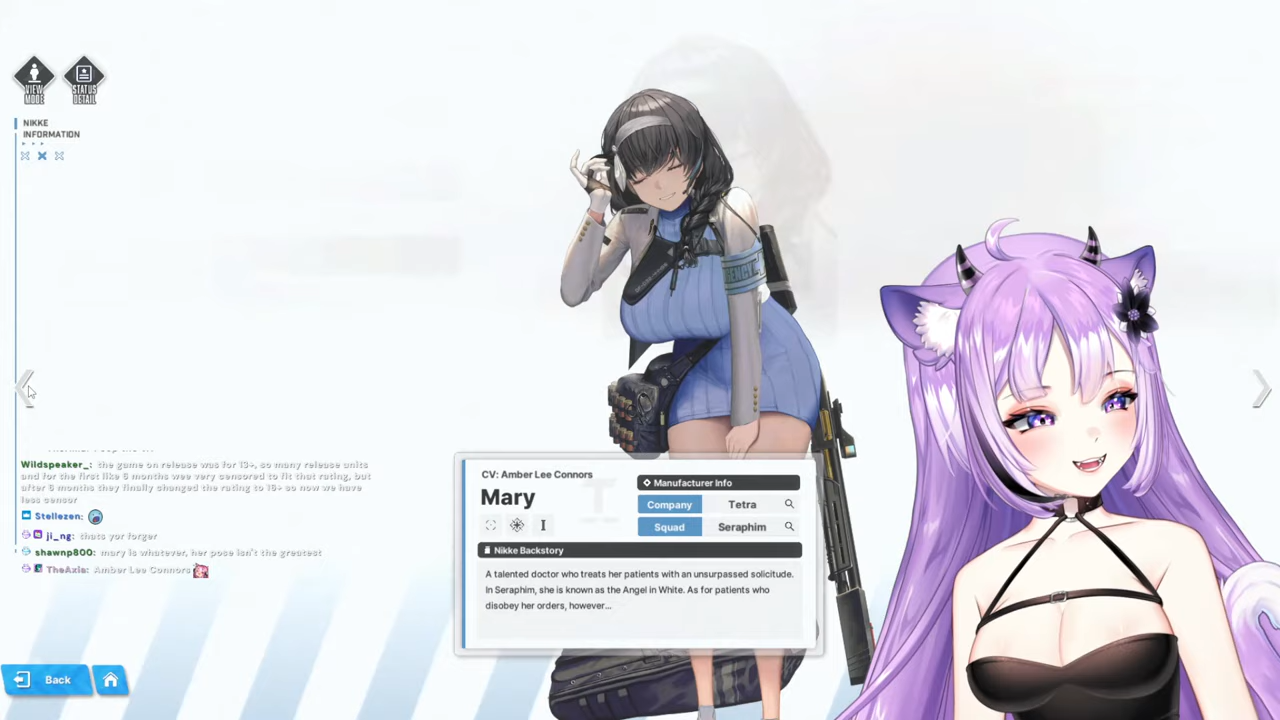 VIEW
MODE
STATUS
DETAIL
NIKKE
INFORMATION
Wildspeaker_: the game on release was for 13+, so many release units
and for the first like 6 months wee very censored to fit that rating, but
after 6 months they finally changed the rating to 16+ so now we have
less censor
Stellezen:
ji_ng: thats yor forger
shawnp800: mary is whatever, her pose isn't the greatest
TheAxia: Amber Lee Connors
CV: Amber Lee Connors
Mary
Manufacturer Info
Company Tetra
Squad Seraphim
Nikke Backstory
A talented doctor who treats her patients with an unsurpassed solicitude.
In Seraphim, she is known as the Angel in White. As for patients who
disobey her orders, however...
Back